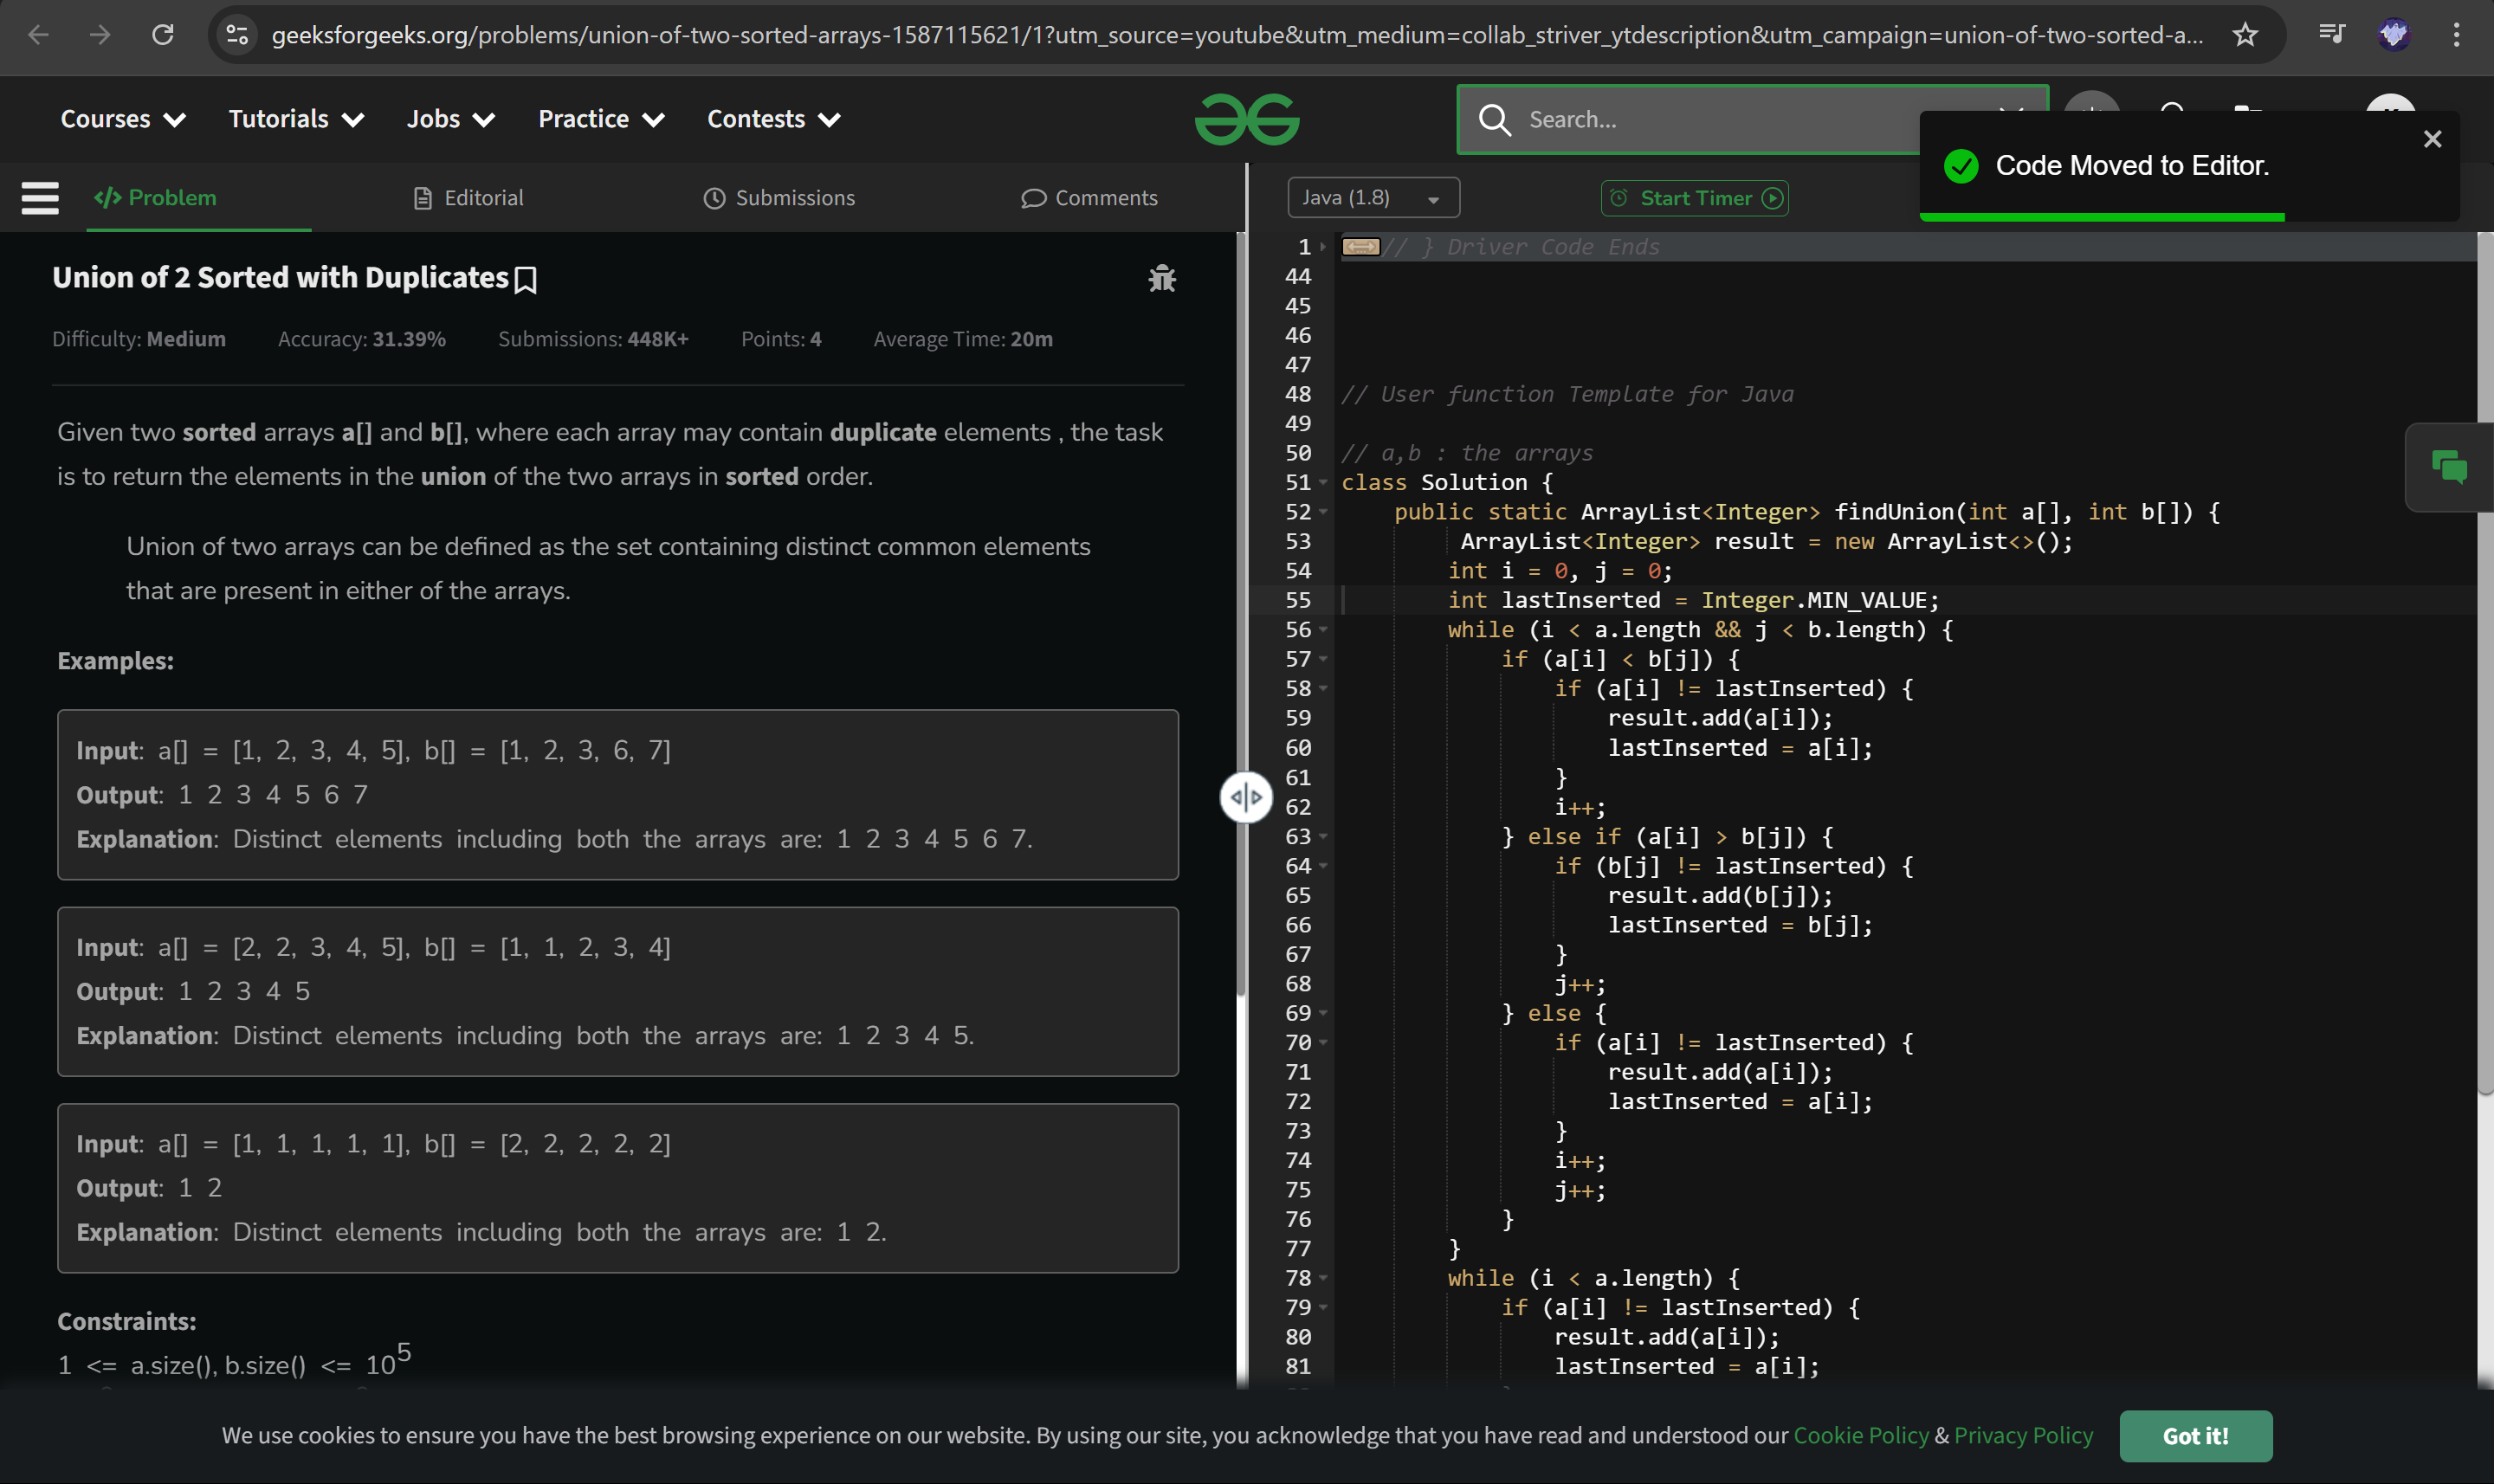 geeksforgeeks.org/problems/union-of-two-sorted-arrays-1587115621/1?utm_source=youtube&utm_medium=collab_striver_ytdescription&utm_campaign=union-of-two-sorted-a...
Courses Tutorials Jobs Practice Contests Search...
Code Moved to Editor.
</> Problem Editorial Submissions Comments
Java (1.8) Start Timer
Union of 2 Sorted with Duplicates
Difficulty: Medium Accuracy: 31.39% Submissions: 448K+ Points: 4 Average Time: 20m
Given two sorted arrays a[] and b[], where each array may contain duplicate elements , the task
is to return the elements in the union of the two arrays in sorted order.
Union of two arrays can be defined as the set containing distinct common elements
that are present in either of the arrays.
Examples:
Input: a[] = [1, 2, 3, 4, 5], b[] = [1, 2, 3, 6, 7]
Output: 1 2 3 4 5 6 7
Explanation: Distinct elements including both the arrays are: 1 2 3 4 5 6 7.
Input: a[] = [2, 2, 3, 4, 5], b[] = [1, 1, 2, 3, 4]
Output: 1 2 3 4 5
Explanation: Distinct elements including both the arrays are: 1 2 3 4 5.
Input: a[] = [1, 1, 1, 1, 1], b[] = [2, 2, 2, 2, 2]
Output: 1 2
Explanation: Distinct elements including both the arrays are: 1 2.
Constraints:
1 <= a.size(), b.size() <= 10^5
1 // } Driver Code Ends
44
45
46
47
48 // User function Template for Java
49
50 // a,b : the arrays
51 class Solution {
52     public static ArrayList<Integer> findUnion(int a[], int b[]) {
53          ArrayList<Integer> result = new ArrayList<>();
54         int i = 0, j = 0;
55         int lastInserted = Integer.MIN_VALUE;
56         while (i < a.length && j < b.length) {
57             if (a[i] < b[j]) {
58                 if (a[i] != lastInserted) {
59                     result.add(a[i]);
60                     lastInserted = a[i];
61                 }
62                 i++;
63             } else if (a[i] > b[j]) {
64                 if (b[j] != lastInserted) {
65                     result.add(b[j]);
66                     lastInserted = b[j];
67                 }
68                 j++;
69             } else {
70                 if (a[i] != lastInserted) {
71                     result.add(a[i]);
72                     lastInserted = a[i];
73                 }
74                 i++;
75                 j++;
76             }
77         }
78         while (i < a.length) {
79             if (a[i] != lastInserted) {
80                 result.add(a[i]);
81                 lastInserted = a[i];
We use cookies to ensure you have the best browsing experience on our website. By using our site, you acknowledge that you have read and understood our Cookie Policy & Privacy Policy
Got it!